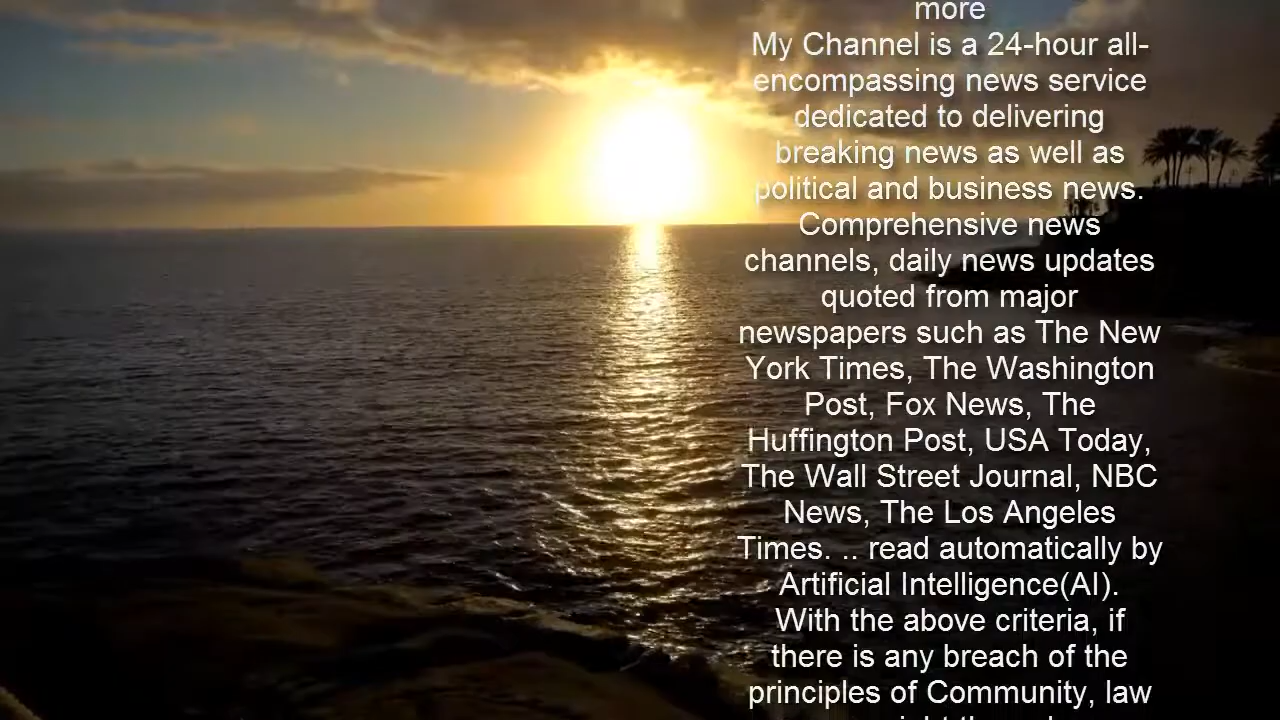 more
My Channel is a 24-hour all-
encompassing news service
dedicated to delivering
breaking news as well as
political and business news.
Comprehensive news
channels, daily news updates
quoted from major
newspapers such as The New
York Times, The Washington
Post, Fox News, The
Huffington Post, USA Today,
The Wall Street Journal, NBC
News, The Los Angeles
Times. .. read automatically by
Artificial Intelligence(AI).
With the above criteria, if
there is any breach of the
principles of Community, law